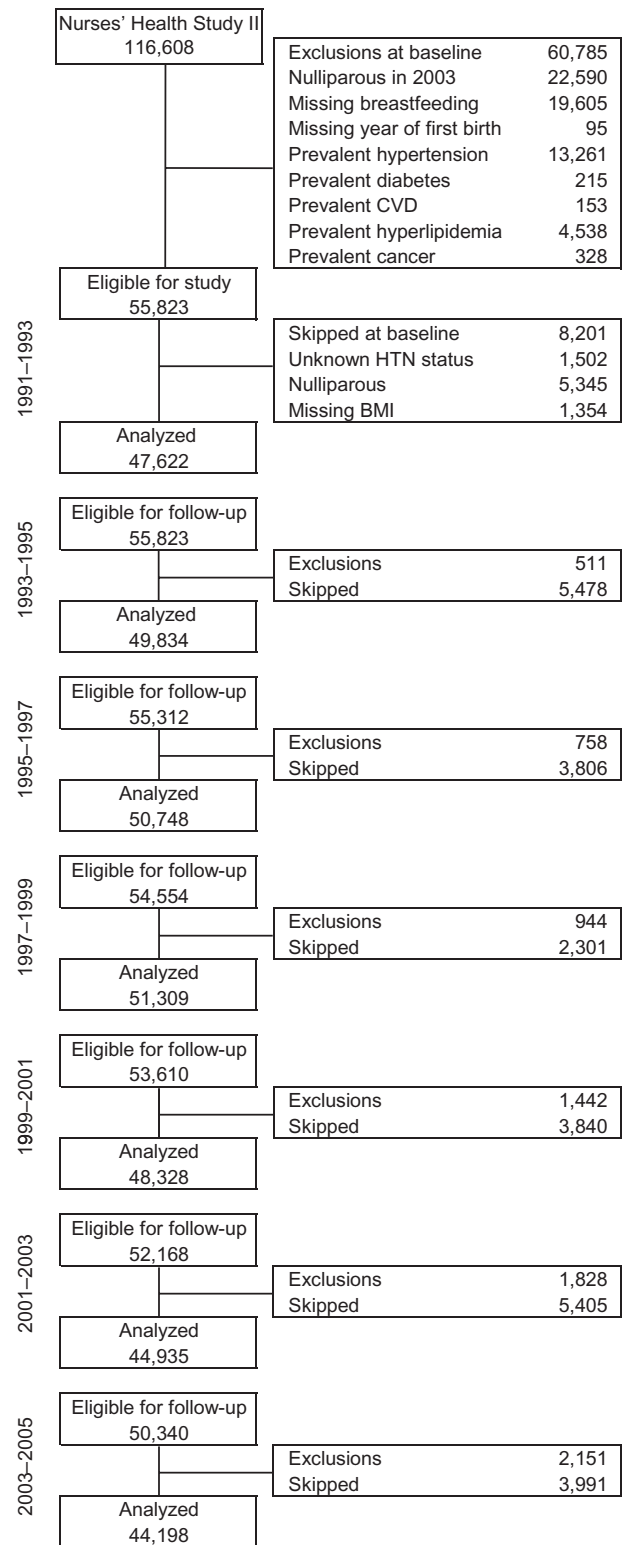 Nurses' Health Study II
116,608
Exclusions at baseline 60,785
Nulliparous in 2003 22,590
Missing breastfeeding 19,605
Missing year of first birth 95
Prevalent hypertension 13,261
Prevalent diabetes 215
Prevalent CVD 153
Prevalent hyperlipidemia 4,538
Prevalent cancer 328
1991–1993
Eligible for study
55,823
Skipped at baseline 8,201
Unknown HTN status 1,502
Nulliparous 5,345
Missing BMI 1,354
Analyzed
47,622
1993–1995
Eligible for follow-up
55,823
Exclusions 511
Skipped 5,478
Analyzed
49,834
1995–1997
Eligible for follow-up
55,312
Exclusions 758
Skipped 3,806
Analyzed
50,748
1997–1999
Eligible for follow-up
54,554
Exclusions 944
Skipped 2,301
Analyzed
51,309
1999–2001
Eligible for follow-up
53,610
Exclusions 1,442
Skipped 3,840
Analyzed
48,328
2001–2003
Eligible for follow-up
52,168
Exclusions 1,828
Skipped 5,405
Analyzed
44,935
2003–2005
Eligible for follow-up
50,340
Exclusions 2,151
Skipped 3,991
Analyzed
44,198